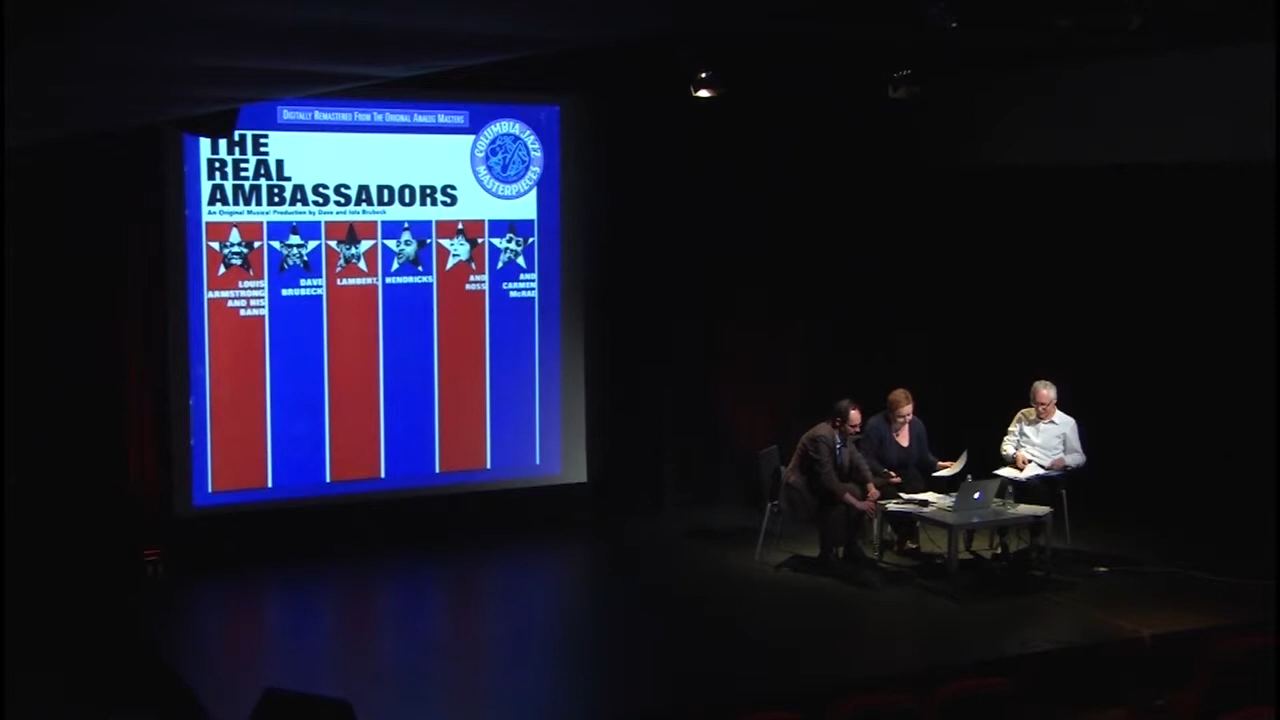 DIGITALLY REMASTERED FROM THE ORIGINAL ANALOG MASTERS
COLUMBIA JAZZ
MASTERPIECES
THE
REAL
AMBASSADORS
An Original Musical Production by Dave and Iola Brubeck
LOUIS
ARMSTRONG
AND HIS
BAND
DAVE
BRUBECK
LAMBERT,
HENDRICKS
AND
ROSS
AND
CARMEN
McRAE